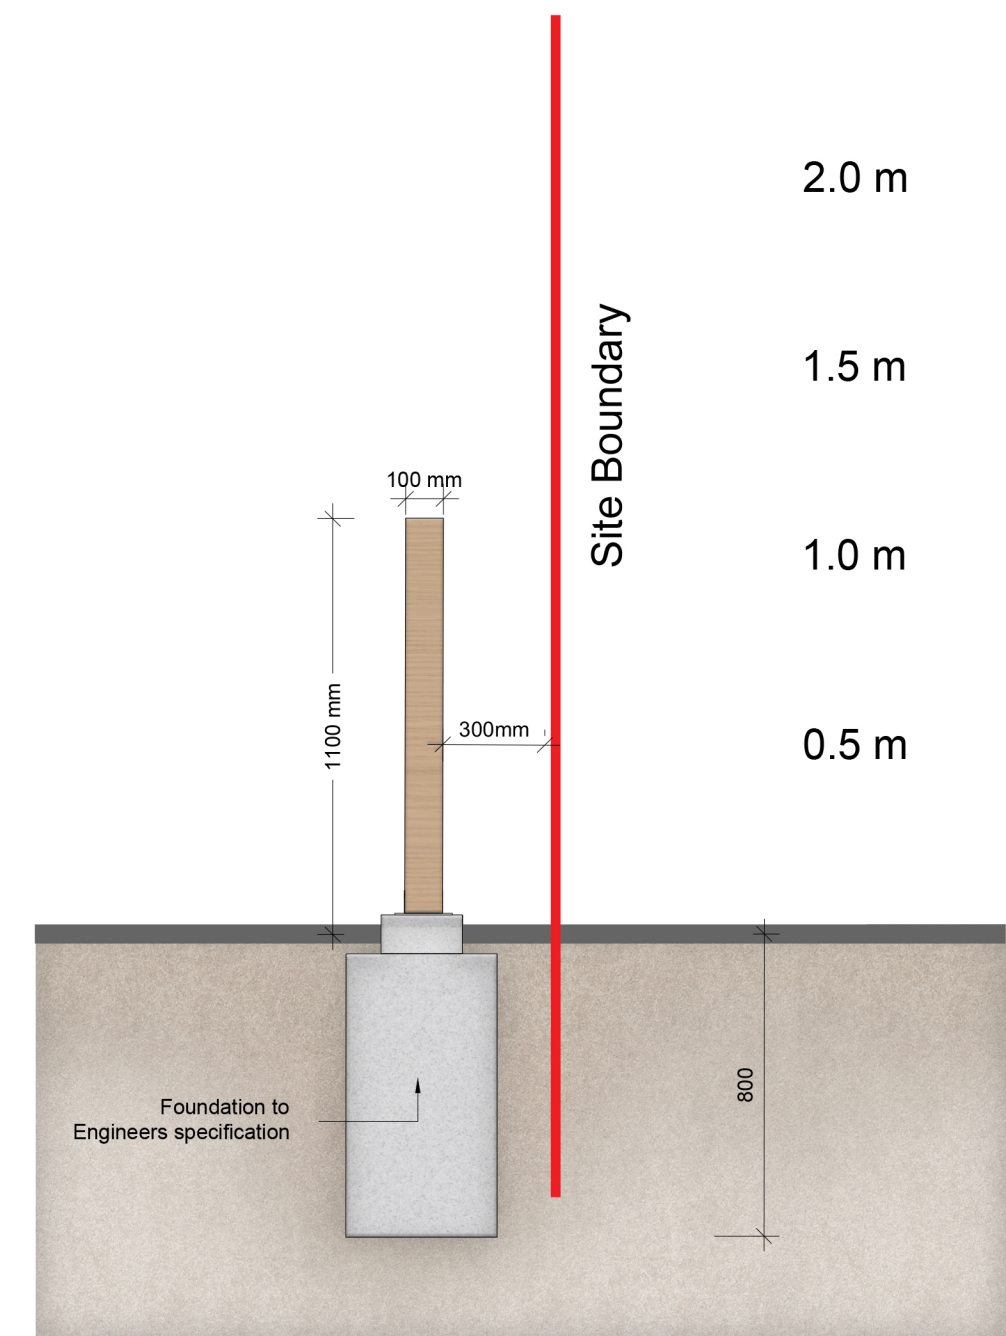 2.0 m
Site Boundary
1.5 m
100 mm
1.0 m
1100 mm
300mm
0.5 m
800
Foundation to
Engineers specification